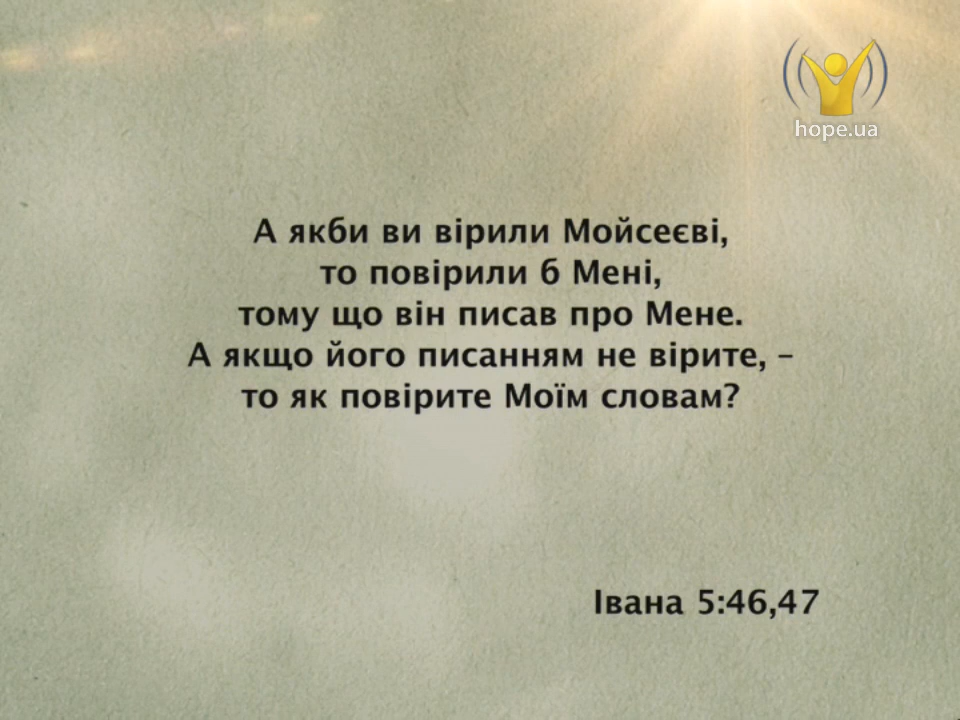 hope.ua
А якби ви вірили Мойсеєві,
то повірили б Мені,
тому що він писав про Мене.
А якщо його писанням не вірите, –
то як повірите Моїм словам?
Івана 5:46,47